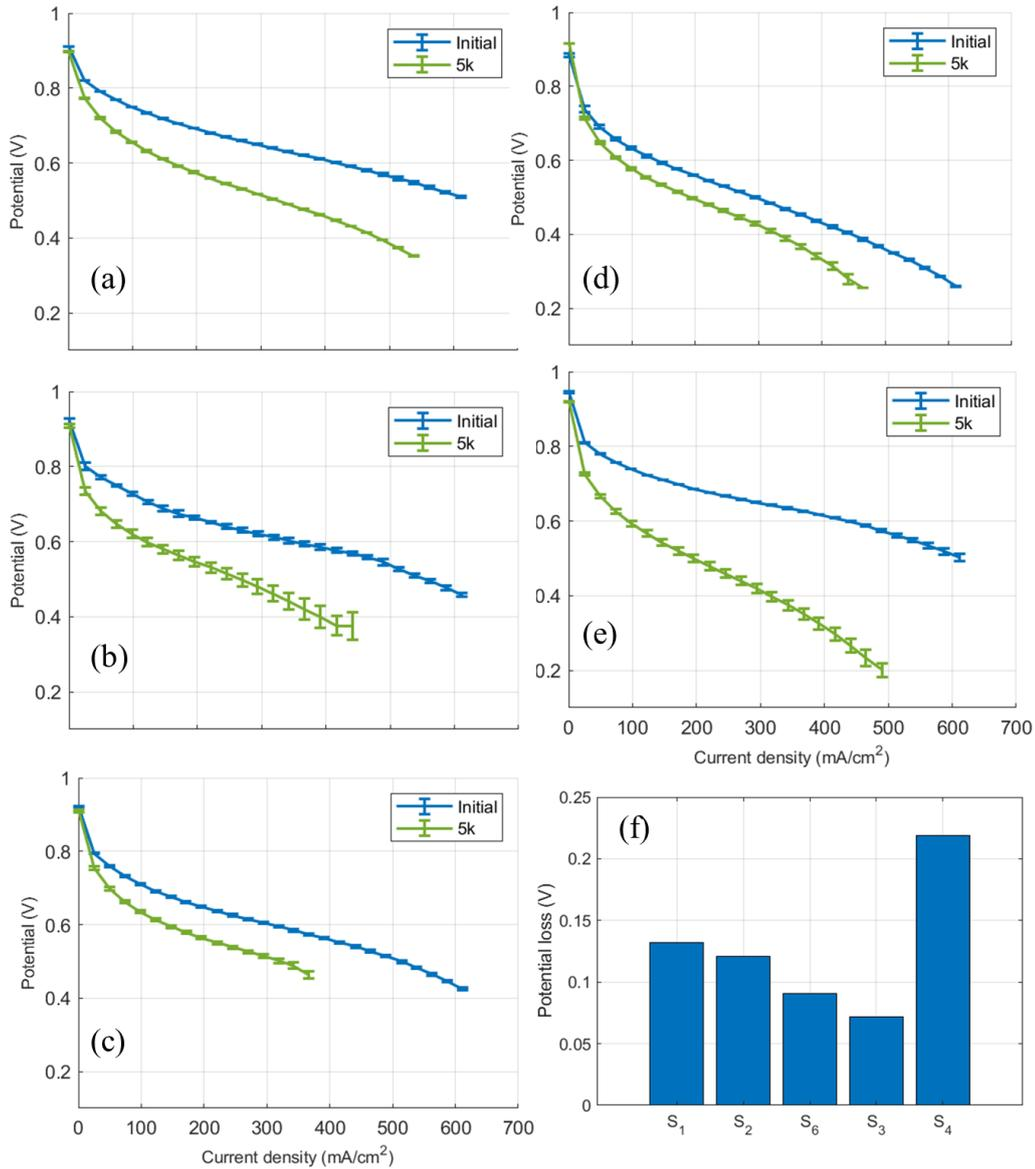 1
0.8
0.6
0.4
0.2
Potential (V)
Initial
5k
(a)
1
0.8
0.6
0.4
0.2
Potential (V)
Initial
5k
(b)
1
0.8
0.6
0.4
0.2
0 100 200 300 400 500 600 700
Potential (V)
Current density (mA/cm²)
Initial
5k
(c)
1
0.8
0.6
0.4
0.2
Potential (V)
Initial
5k
(d)
1
0.8
0.6
0.4
0.2
0 100 200 300 400 500 600 700
Potential (V)
Current density (mA/cm²)
Initial
5k
(e)
0.25
0.2
0.15
0.1
0.05
0
Potential loss (V)
(f)
S₁ S₂ S₆ S₃ S₄